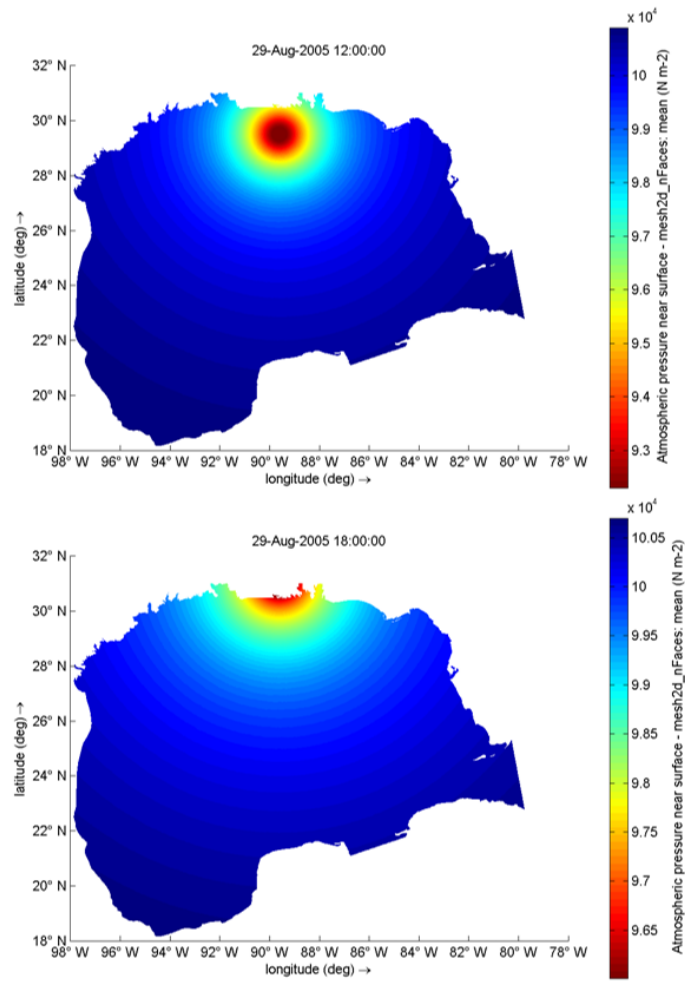 x 10⁴
29-Aug-2005 12:00:00
32° N
30° N
28° N
26° N
24° N
22° N
20° N
18° N
latitude (deg) →
98° W 96° W 94° W 92° W 90° W 88° W 86° W 84° W 82° W 80° W 78° W
longitude (deg) →
10
9.9
9.8
9.7
9.6
9.5
9.4
9.3
Atmospheric pressure near surface - mesh2d_nFaces: mean (N m-2)
x 10⁴
29-Aug-2005 18:00:00
32° N
30° N
28° N
26° N
24° N
22° N
20° N
18° N
latitude (deg) →
98° W 96° W 94° W 92° W 90° W 88° W 86° W 84° W 82° W 80° W 78° W
longitude (deg) →
10.05
10
9.95
9.9
9.85
9.8
9.75
9.7
9.65
Atmospheric pressure near surface - mesh2d_nFaces: mean (N m-2)